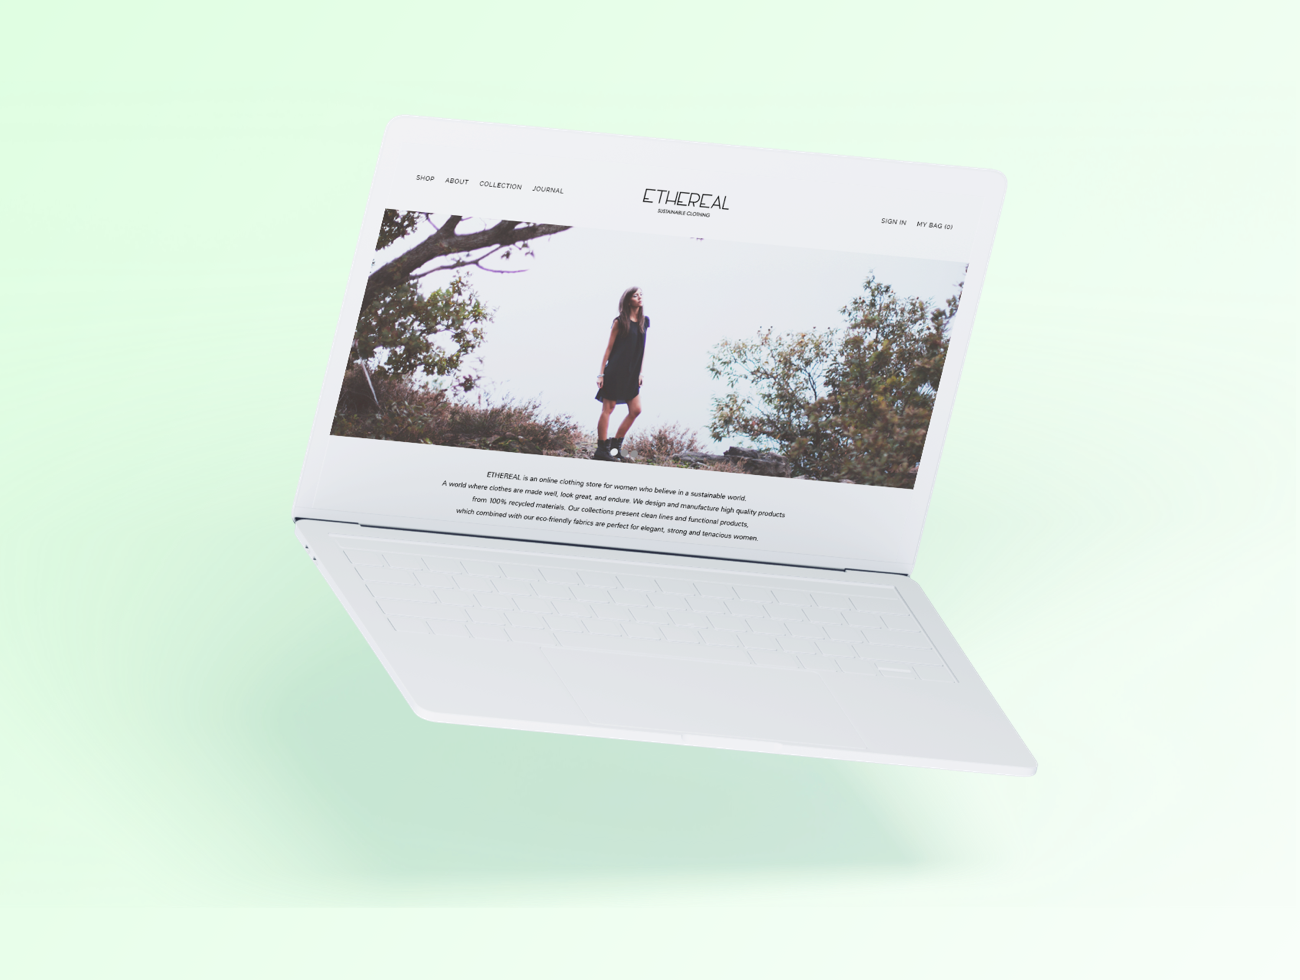 SHOP ABOUT COLLECTION JOURNAL
ETHEREAL
SUSTAINABLE CLOTHING
SIGN IN MY BAG (0)
ETHEREAL is an online clothing store for women who believe in a sustainable world.
A world where clothes are made well, look great, and endure. We design and manufacture high quality products
from 100% recycled materials. Our collections present clean lines and functional products,
which combined with our eco-friendly fabrics are perfect for elegant, strong and tenacious women.